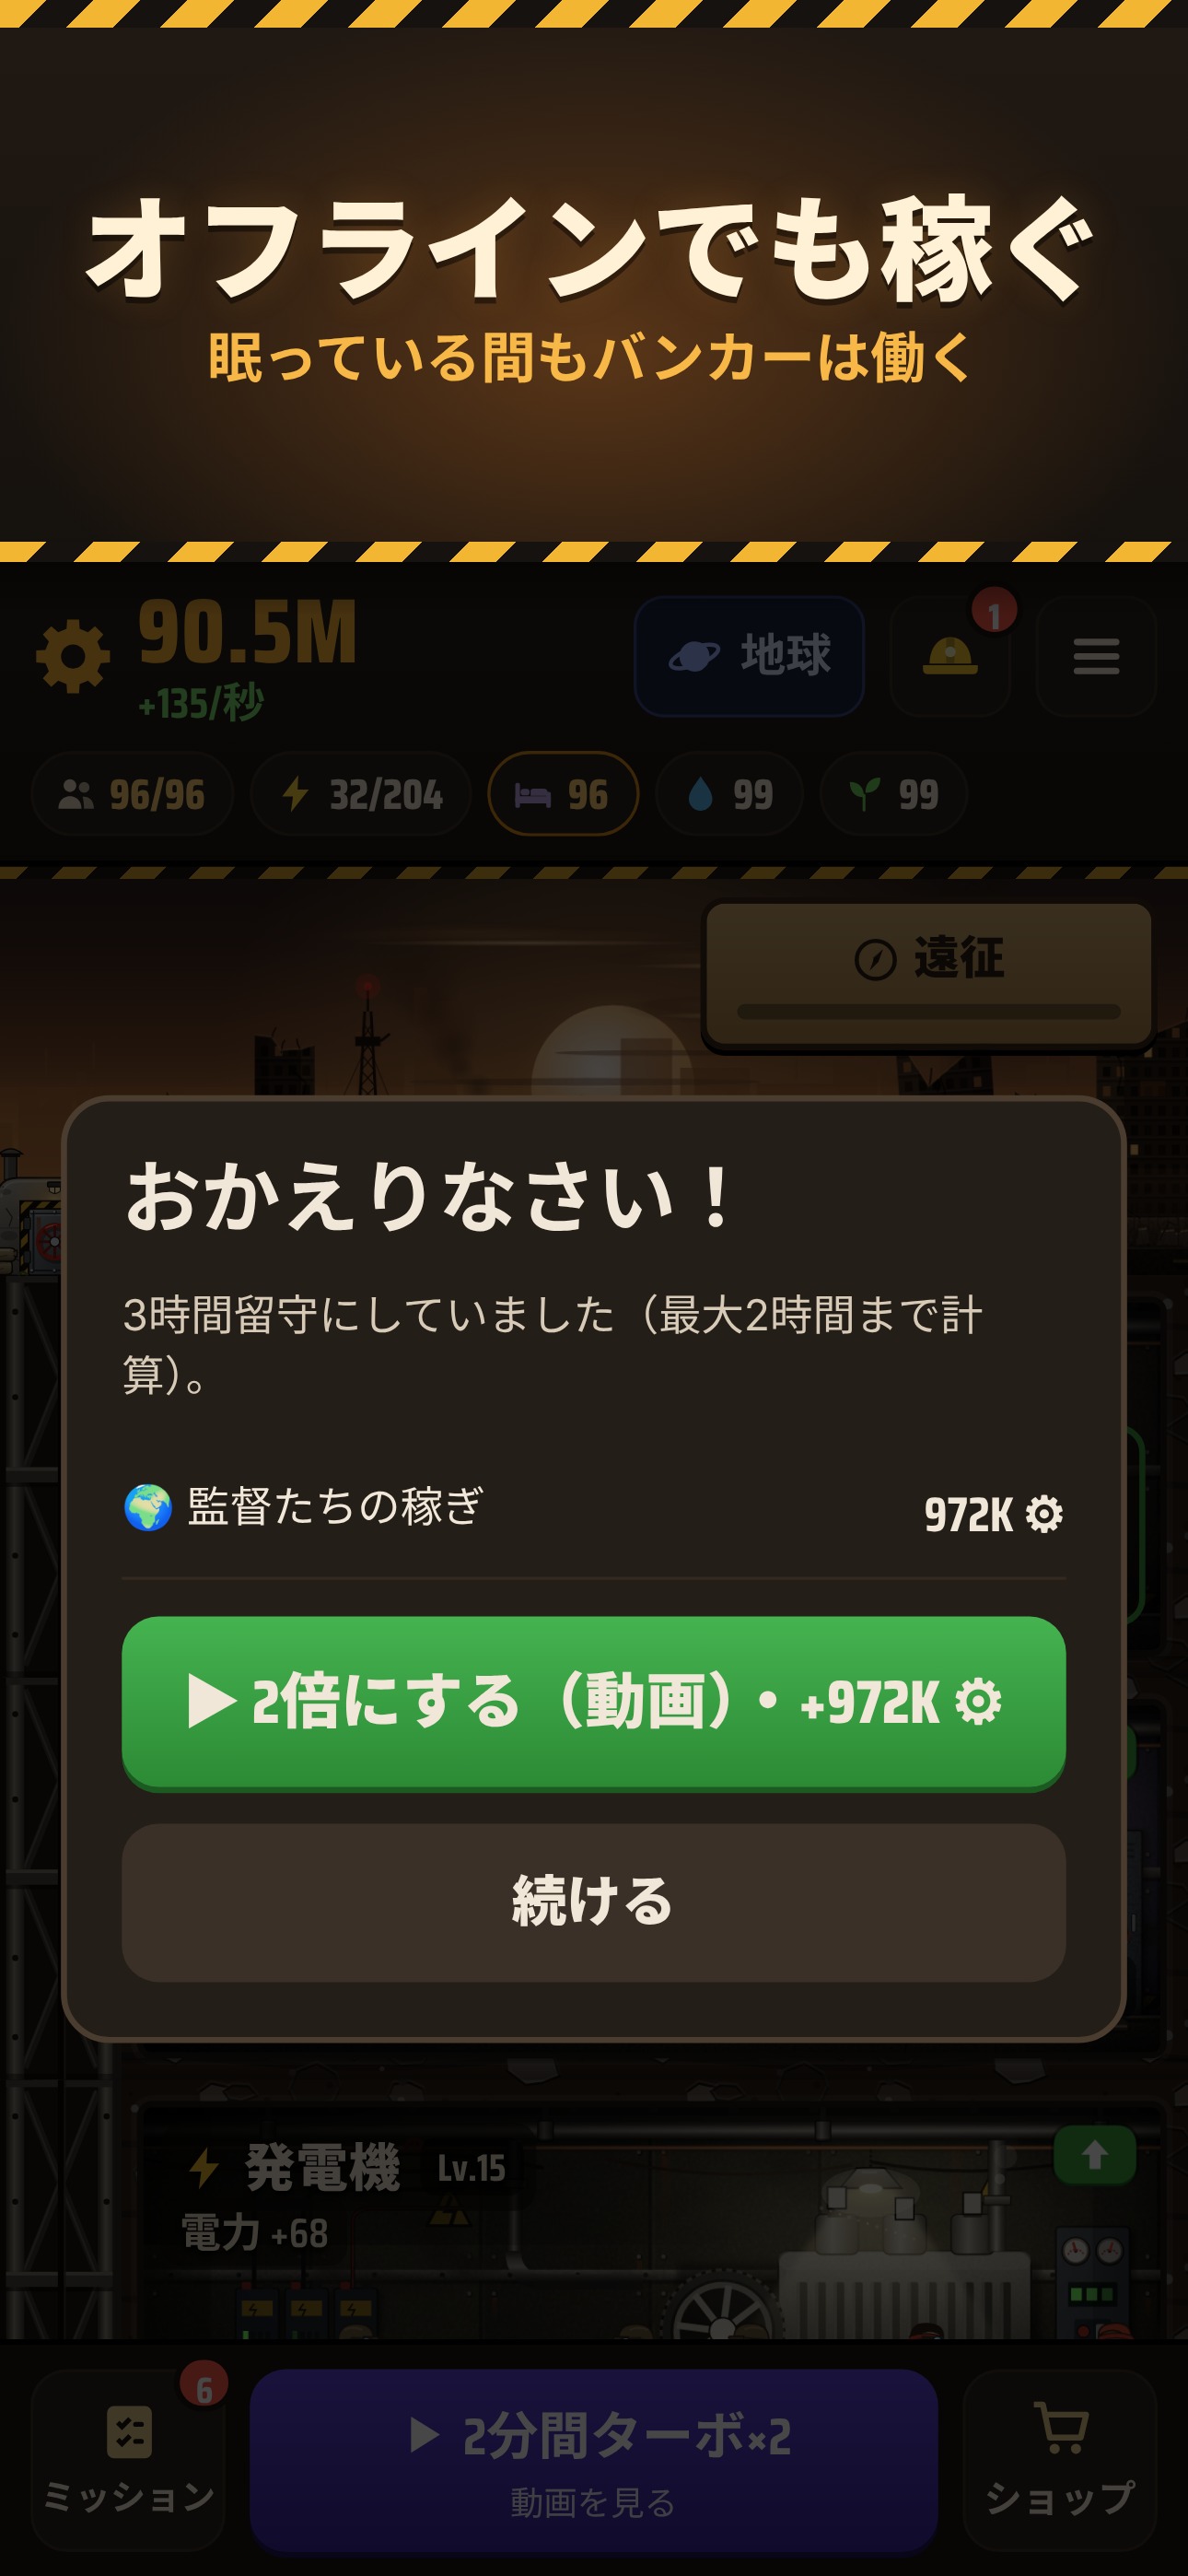 オフラインでも稼ぐ
眠っている間もバンカーは働く
90.5M
+135/秒
地球
1
96/96
32/204
96
99
99
遠征
おかえりなさい！
3時間留守にしていました（最大2時間まで計
算）。
監督たちの稼ぎ
972K
2倍にする（動画）・+972K
続ける
発電機 Lv.15
電力 +68
6
ミッション
2分間ターボ×2
動画を見る
ショップ